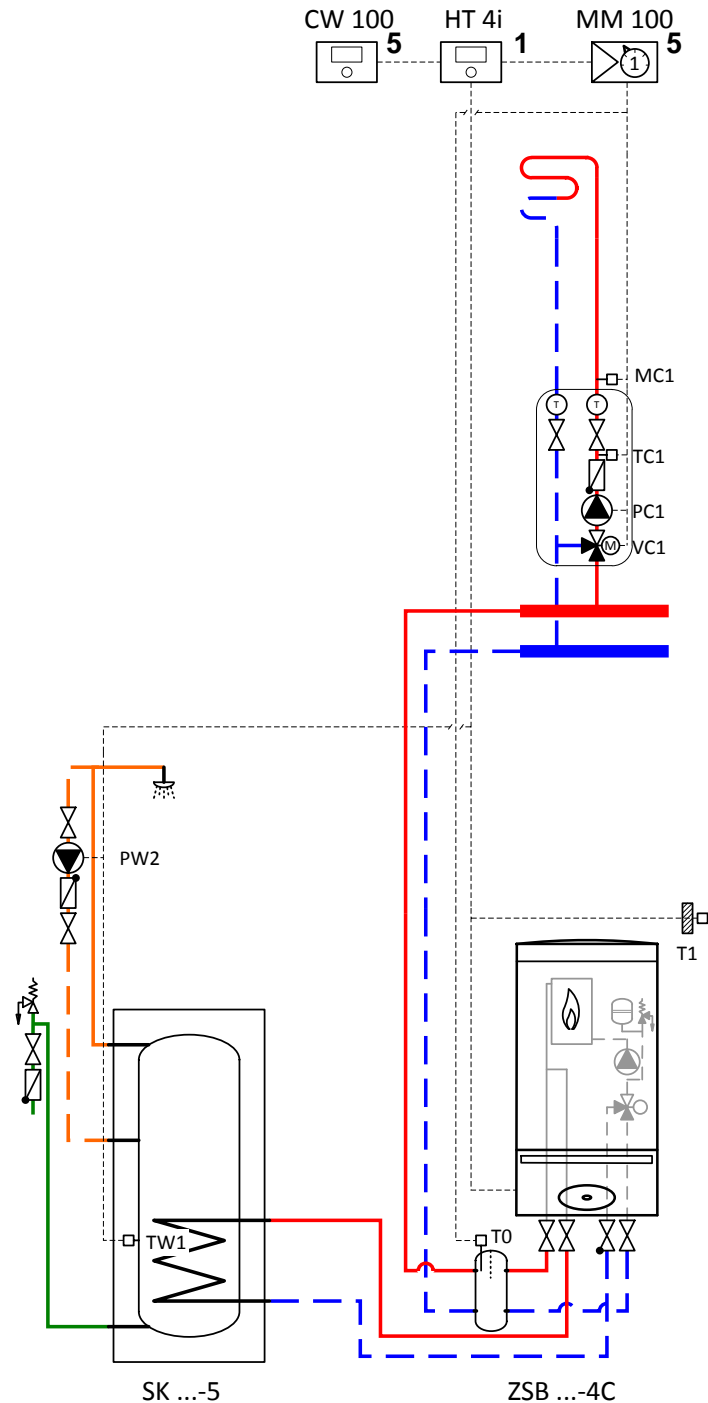 CW 100 HT 4i MM 100
5 1 5
1
MC1
T T
TC1
PC1
M VC1
PW2
T1
TW1 T0
SK ...-5 ZSB ...-4C